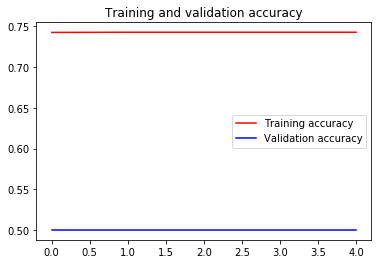 Training and validation accuracy
0.75
0.70
0.65
0.60
0.55
0.50
Training accuracy
Validation accuracy
0.0 0.5 1.0 1.5 2.0 2.5 3.0 3.5 4.0